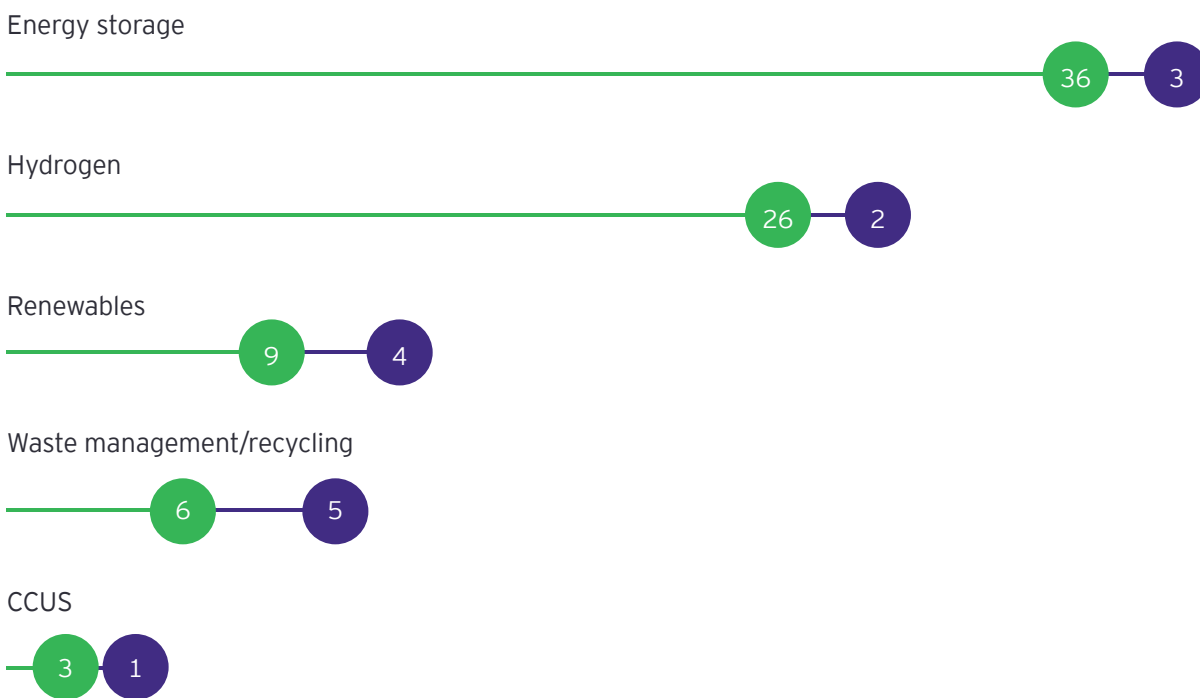 Energy storage
36 3
Hydrogen
26 2
Renewables
9 4
Waste management/recycling
6 5
CCUS
3 1